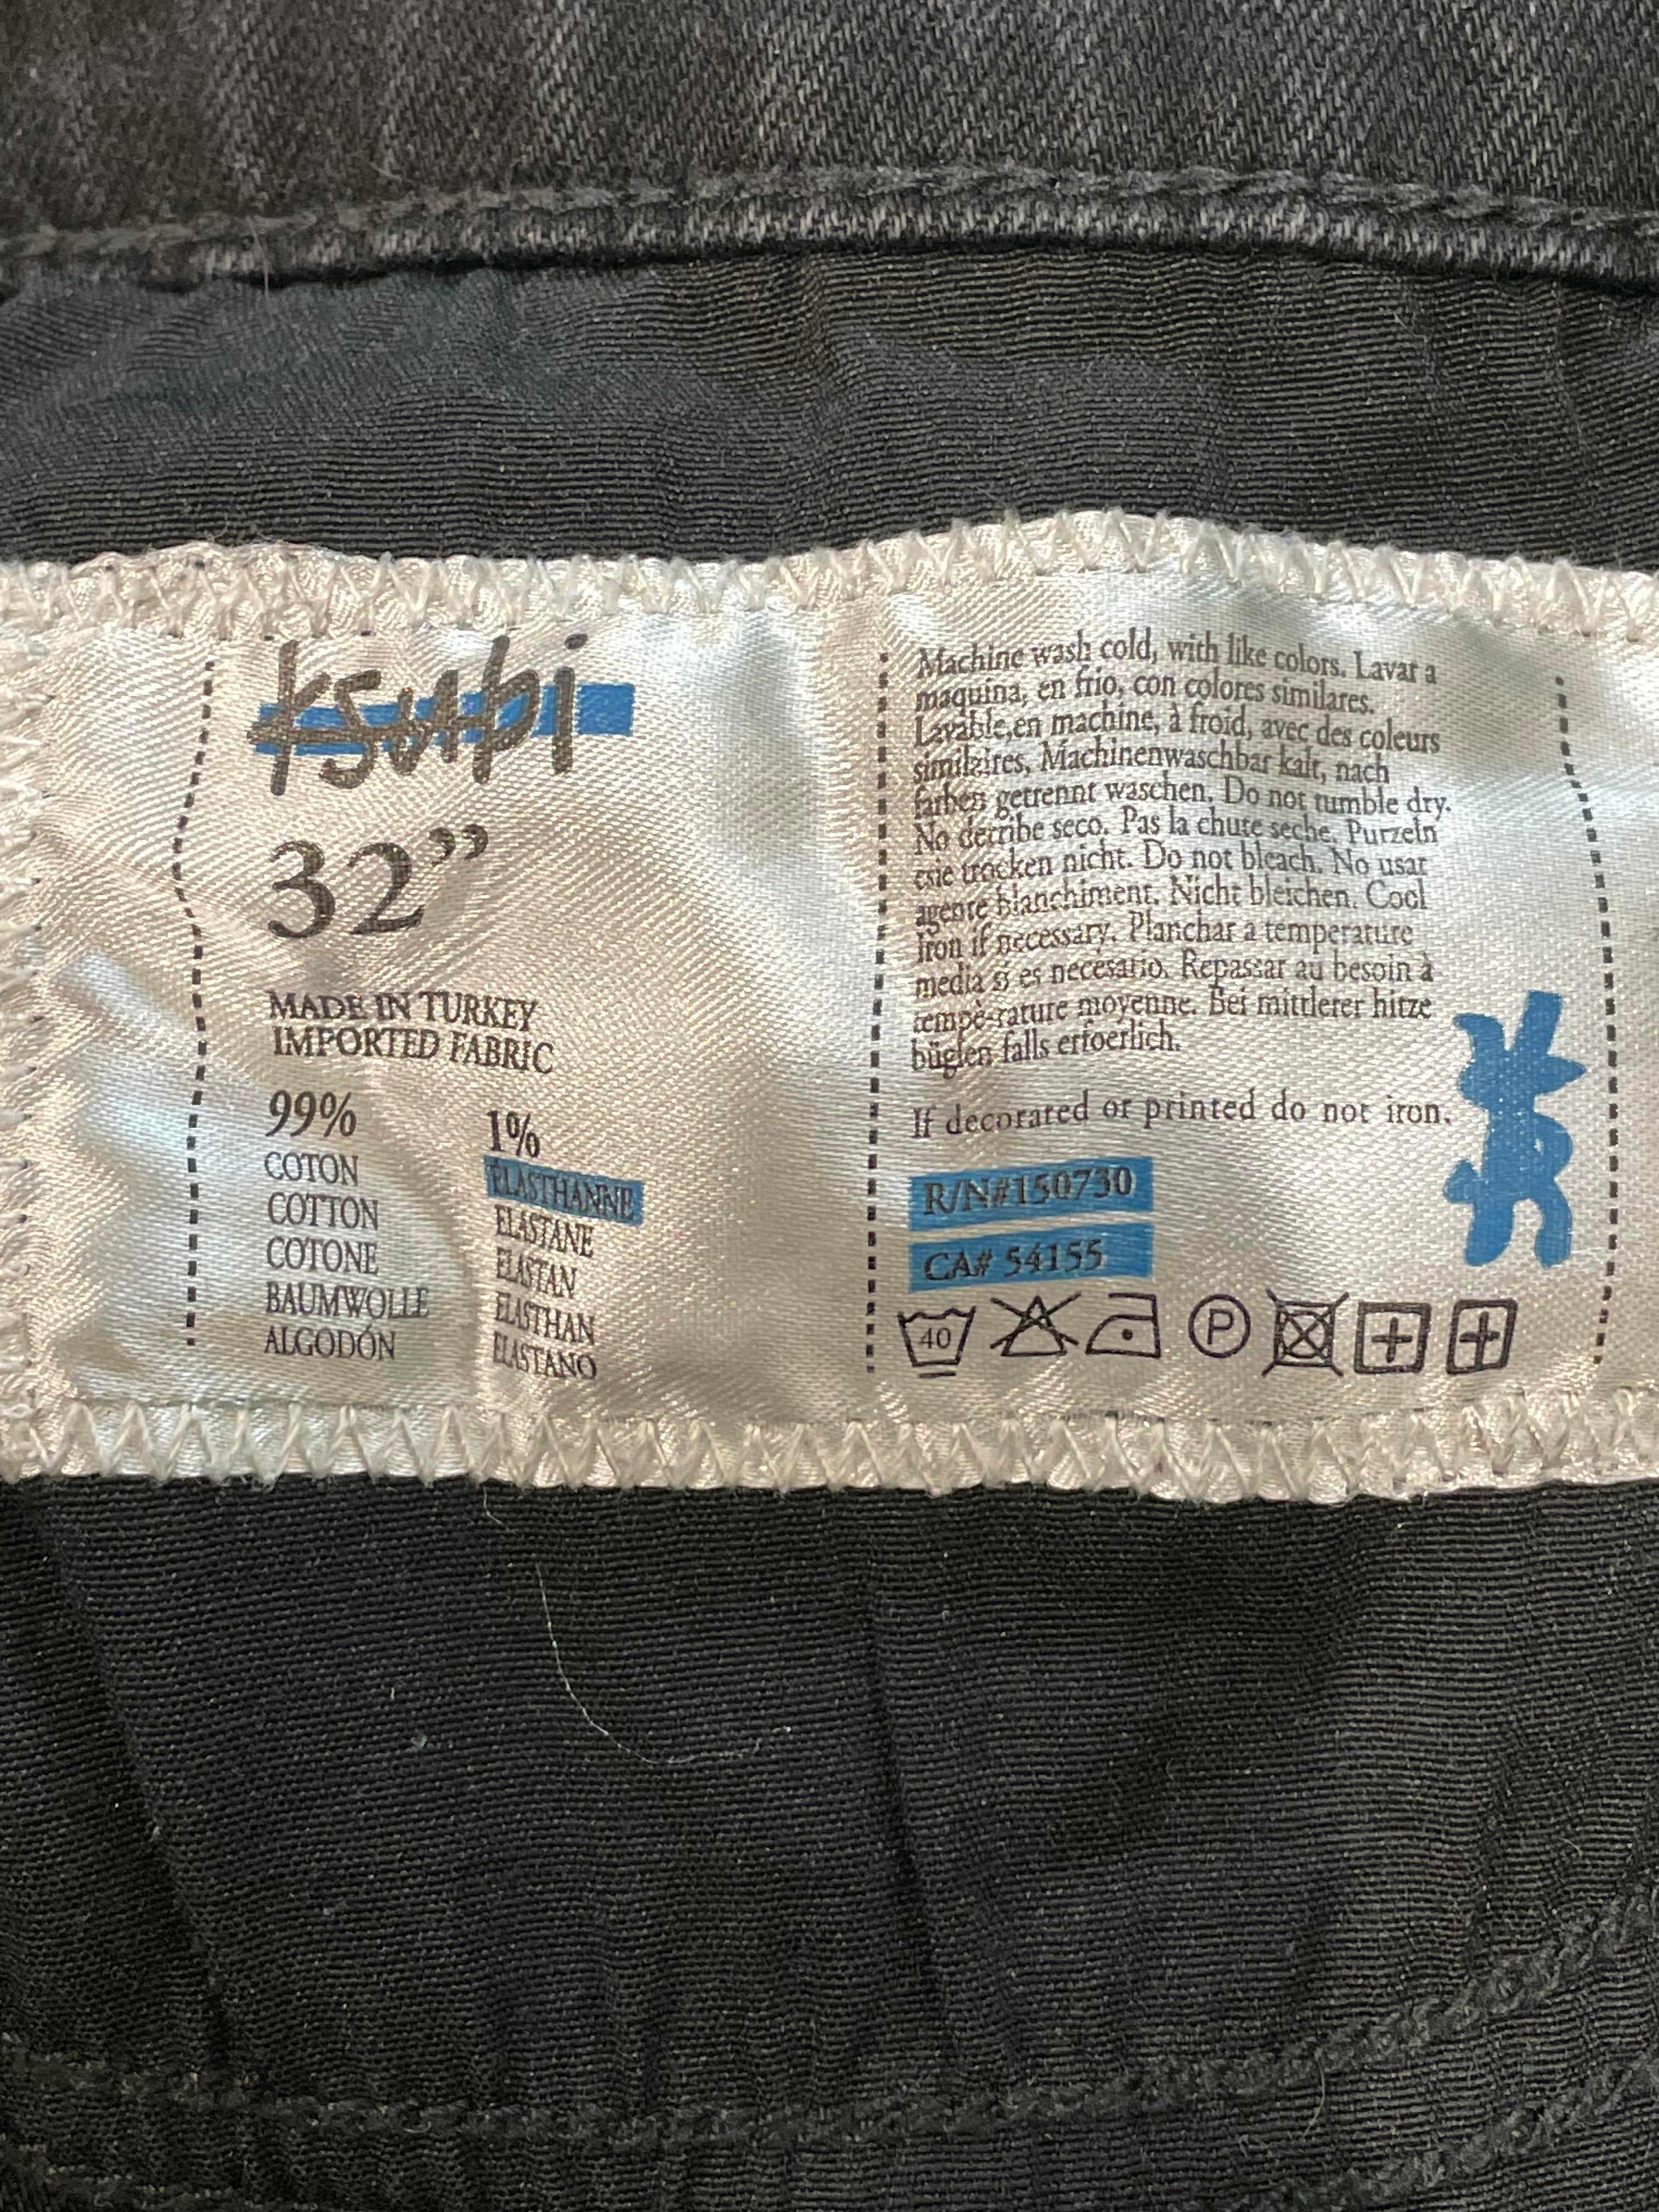 ksubi
32”
MADE IN TURKEY
IMPORTED FABRIC
99%
COTON
COTTON
COTONE
BAUMWOLLE
ALGODÓN
1%
ÉLASTHANNE
ELASTANE
ELASTAN
ELASTHAN
ELASTANO
Machine wash cold, with like colors. Lavar a
maquina, en frio, con colores similares.
Lavable,en machine, à froid, avec des coleurs
similaires, Machinenwaschbar kalt, nach
farben getrennt waschen. Do not tumble dry.
No derribe seco. Pas la chute seche. Purzeln
esie trocken nicht. Do not bleach. No usar
agente blanchiment. Nicht bleichen. Cool
Iron if necessary. Planchar a temperature
media si es necesario. Repassar au besoin à
tempè-rature moyenne. Bei mittlerer hitze
büglen falls erfoerlich.
If decorated or printed do not iron.
R/N#150730
CA# 54155
40
P